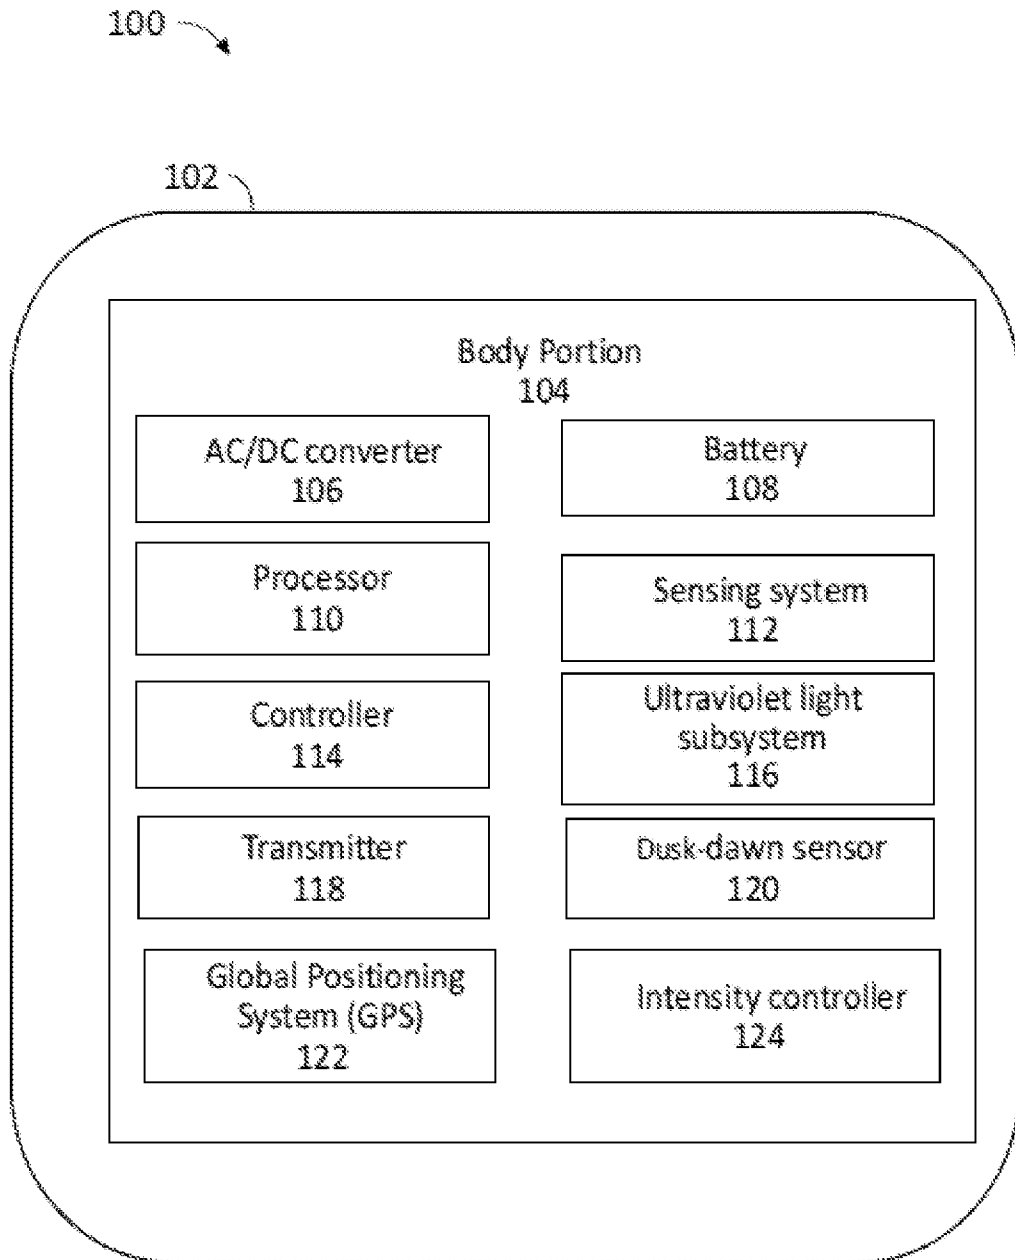 100
102
Body Portion
104
AC/DC converter
106
Battery
108
Processor
110
Sensing system
112
Controller
114
Ultraviolet light
subsystem
116
Transmitter
118
Dusk-dawn sensor
120
Global Positioning
System (GPS)
122
Intensity controller
124